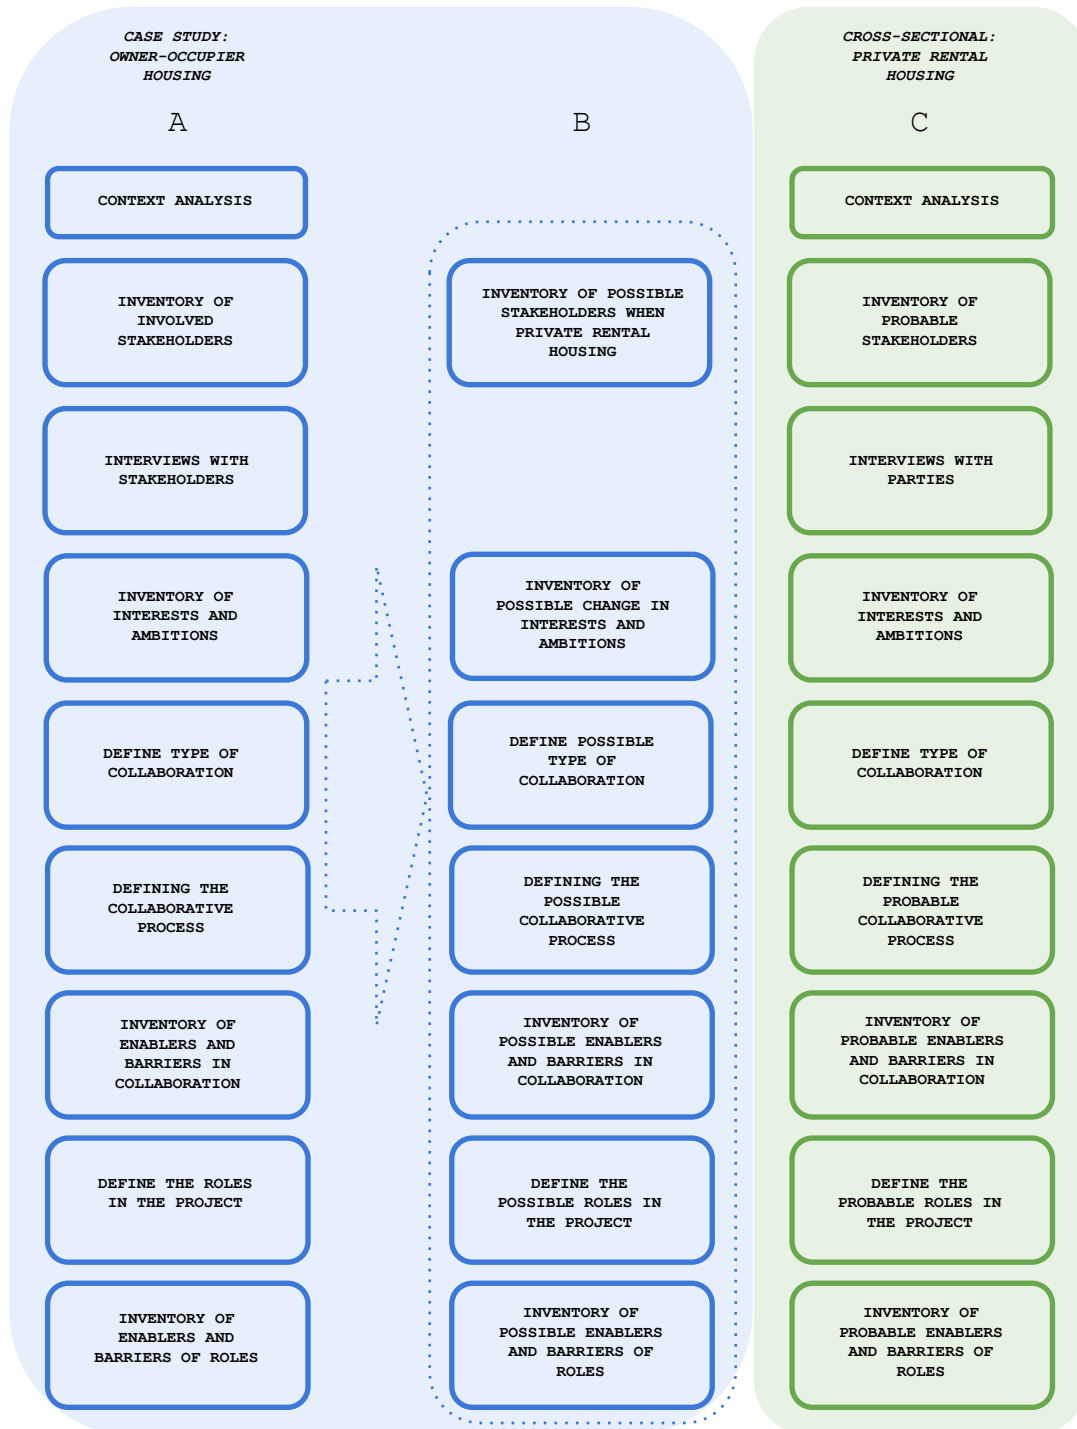 CASE STUDY:
OWNER-OCCUPIER
HOUSING
A
CONTEXT ANALYSIS
INVENTORY OF
INVOLVED
STAKEHOLDERS
INTERVIEWS WITH
STAKEHOLDERS
INVENTORY OF
INTERESTS AND
AMBITIONS
DEFINE TYPE OF
COLLABORATION
DEFINING THE
COLLABORATIVE
PROCESS
INVENTORY OF
ENABLERS AND
BARRIERS IN
COLLABORATION
DEFINE THE ROLES
IN THE PROJECT
INVENTORY OF
ENABLERS AND
BARRIERS OF ROLES
B
INVENTORY OF POSSIBLE
STAKEHOLDERS WHEN
PRIVATE RENTAL
HOUSING
INVENTORY OF
POSSIBLE CHANGE IN
INTERESTS AND
AMBITIONS
DEFINE POSSIBLE
TYPE OF
COLLABORATION
DEFINING THE
POSSIBLE
COLLABORATIVE
PROCESS
INVENTORY OF
POSSIBLE ENABLERS
AND BARRIERS IN
COLLABORATION
DEFINE THE
POSSIBLE ROLES IN
THE PROJECT
INVENTORY OF
POSSIBLE ENABLERS
AND BARRIERS OF
ROLES
CROSS-SECTIONAL:
PRIVATE RENTAL
HOUSING
C
CONTEXT ANALYSIS
INVENTORY OF
PROBABLE
STAKEHOLDERS
INTERVIEWS WITH
PARTIES
INVENTORY OF
INTERESTS AND
AMBITIONS
DEFINE TYPE OF
COLLABORATION
DEFINING THE
PROBABLE
COLLABORATIVE
PROCESS
INVENTORY OF
PROBABLE ENABLERS
AND BARRIERS IN
COLLABORATION
DEFINE THE
PROBABLE ROLES IN
THE PROJECT
INVENTORY OF
PROBABLE ENABLERS
AND BARRIERS OF
ROLES